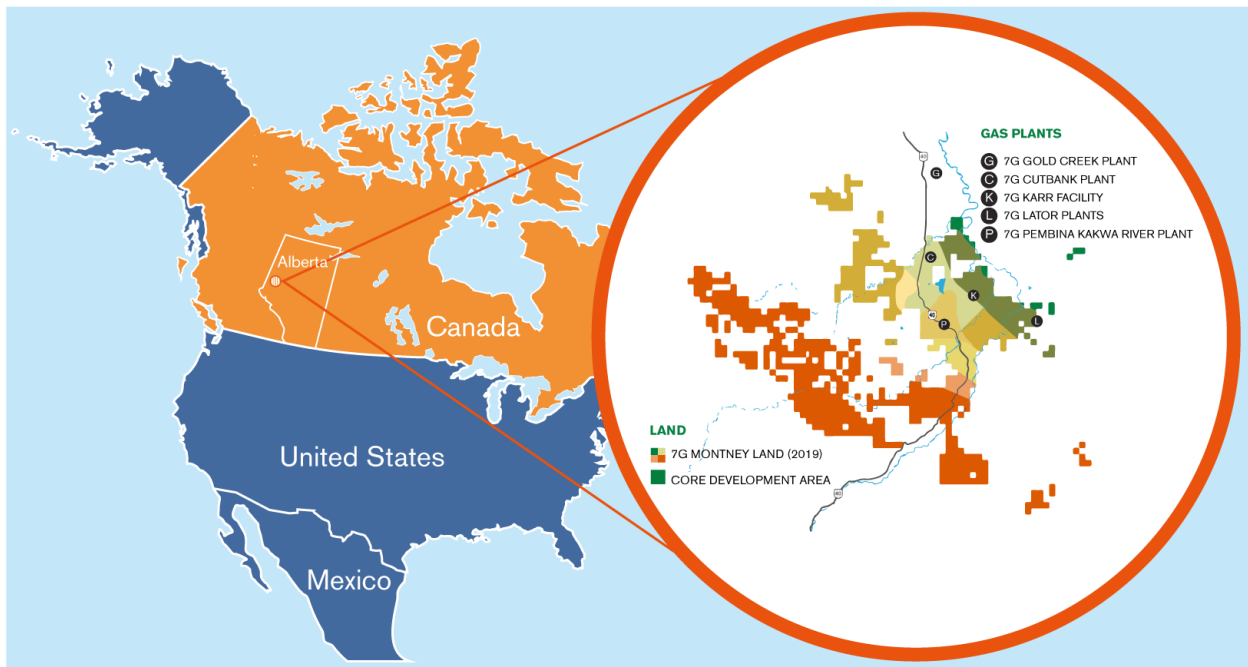 Alberta
Canada
United States
Mexico
GAS PLANTS
G 7G GOLD CREEK PLANT
C 7G CUTBANK PLANT
K 7G KARR FACILITY
L 7G LATOR PLANTS
P 7G PEMBINA KAKWA RIVER PLANT
43
G
C
K
40
P
L
LAND
7G MONTNEY LAND (2019)
CORE DEVELOPMENT AREA
40